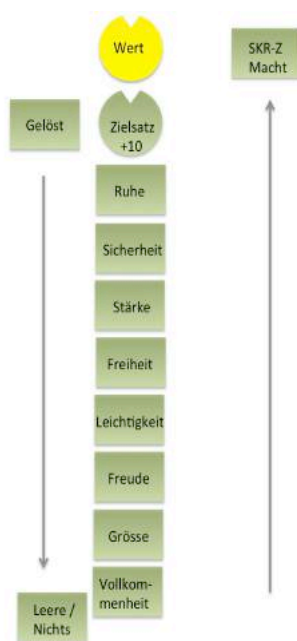 Wert
SKR-Z
Macht
Gelöst
Zielsatz
+10
Ruhe
Sicherheit
Stärke
Freiheit
Leichtigkeit
Freude
Grösse
Vollkom-
menheit
Leere /
Nichts